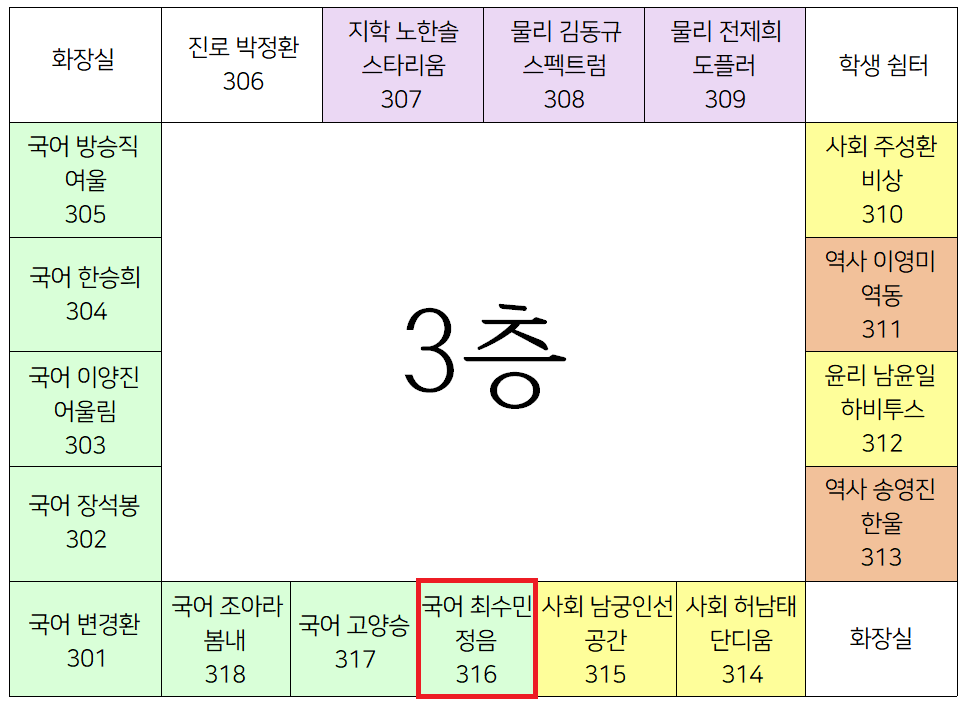 화장실
진로 박정환
306
지학 노한솔
스타리움
307
물리 김동규
스펙트럼
308
물리 전제희
도플러
309
학생 쉼터
국어 방승직
여울
305
사회 주성환
비상
310
국어 한승희
304
역사 이영미
역동
311
3층
국어 이양진
어울림
303
윤리 남윤일
하비투스
312
국어 장석봉
302
역사 송영진
한울
313
국어 변경환
301
국어 조아라
봄내
318
국어 고양승
317
국어 최수민
정음
316
사회 남궁인선
공간
315
사회 허남태
단디움
314
화장실